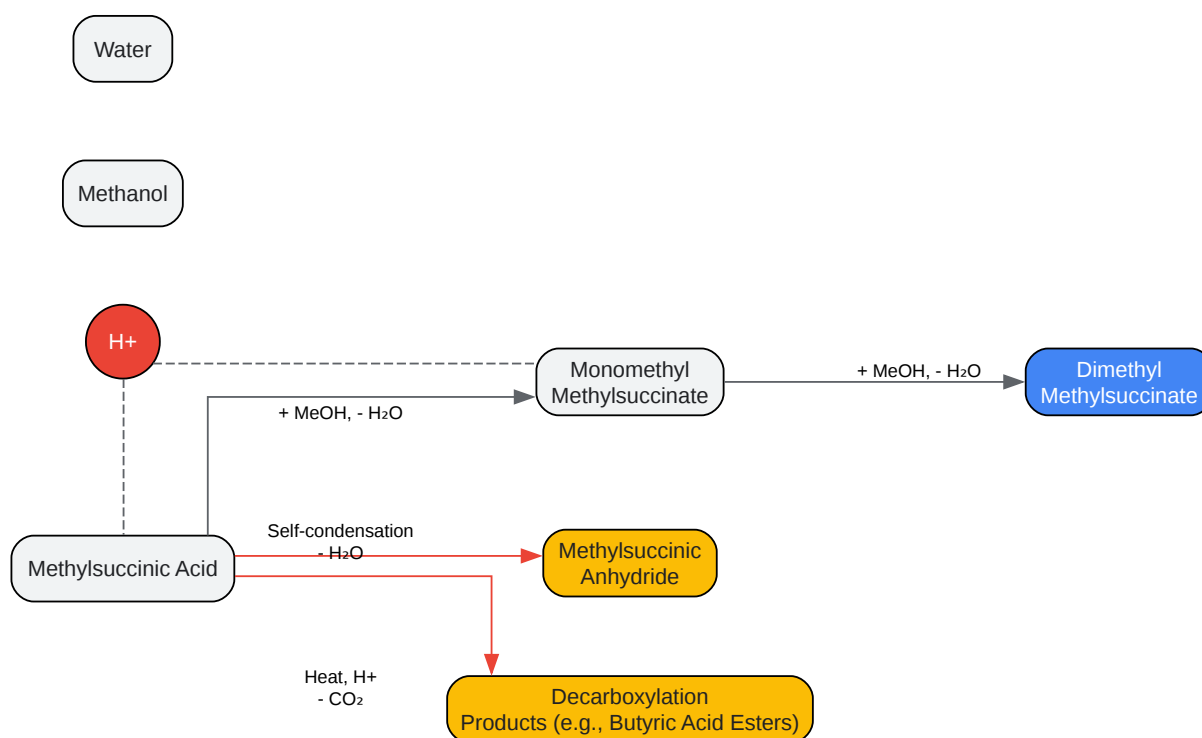 Water
Methanol
H+
Monomethyl
Methylsuccinate
+ MeOH, - H₂O
Dimethyl
Methylsuccinate
+ MeOH, - H₂O
Self-condensation
- H₂O
Methylsuccinic Acid
Methylsuccinic
Anhydride
Heat, H+
- CO₂
Decarboxylation
Products (e.g., Butyric Acid Esters)